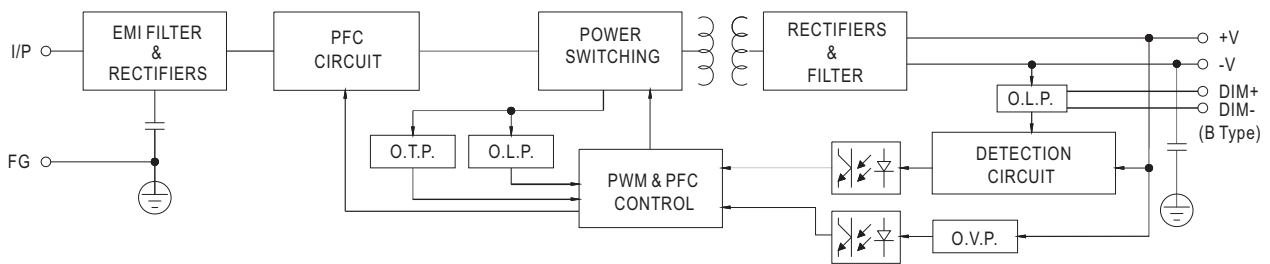 I/P
EMI FILTER
&
RECTIFIERS
PFC
CIRCUIT
POWER
SWITCHING
RECTIFIERS
&
FILTER
+V
-V
DIM+
DIM-
(B Type)
O.L.P.
FG
O.T.P.
O.L.P.
PWM & PFC
CONTROL
DETECTION
CIRCUIT
O.V.P.